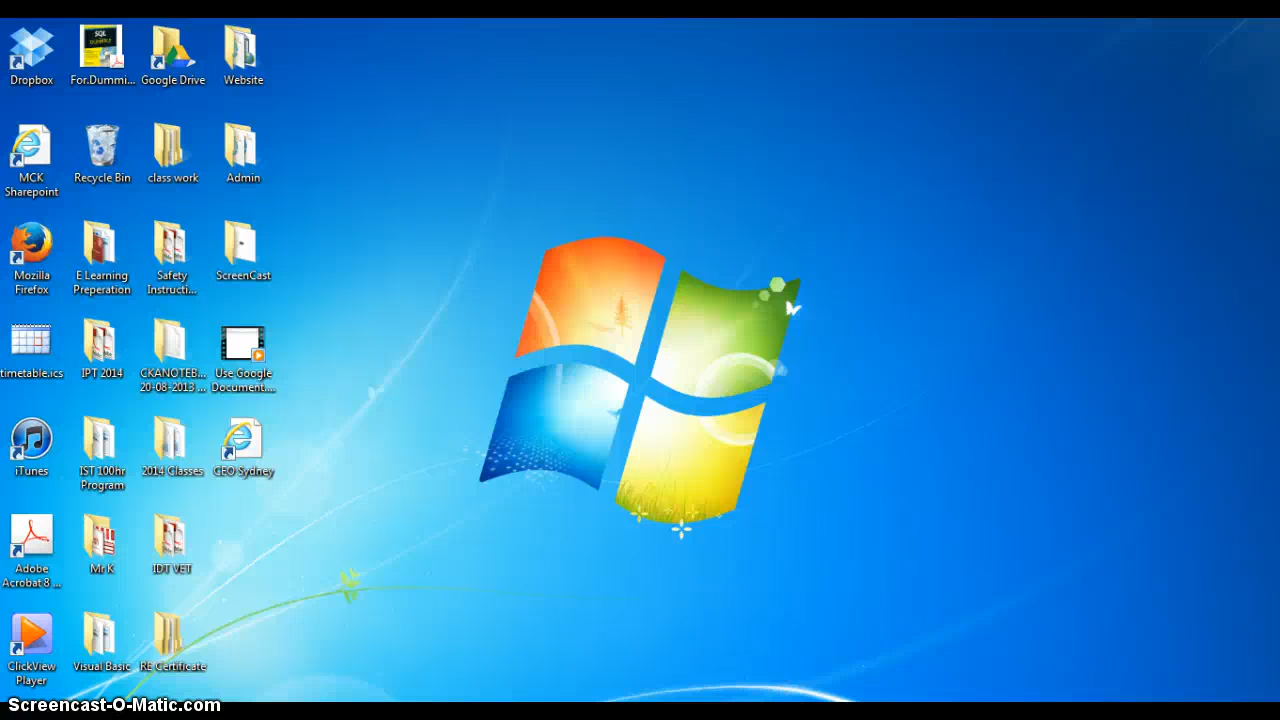 SQL
Dropbox
For.Dummi...
Google Drive
Website
MCK
Sharepoint
Recycle Bin
class work
Admin
Mozilla
Firefox
E Learning
Preperation
Safety
Instructi...
ScreenCast
timetable.ics
IPT 2014
CKANOTEB...
20-08-2013 ...
Use Google
Document....
iTunes
IST 100hr
Program
2014 Classes
CEO Sydney
Adobe
Acrobat 8 ...
Mr K
IDT VET
ClickView
Player
Visual Basic
RE Certificate
Screencast-O-Matic.com